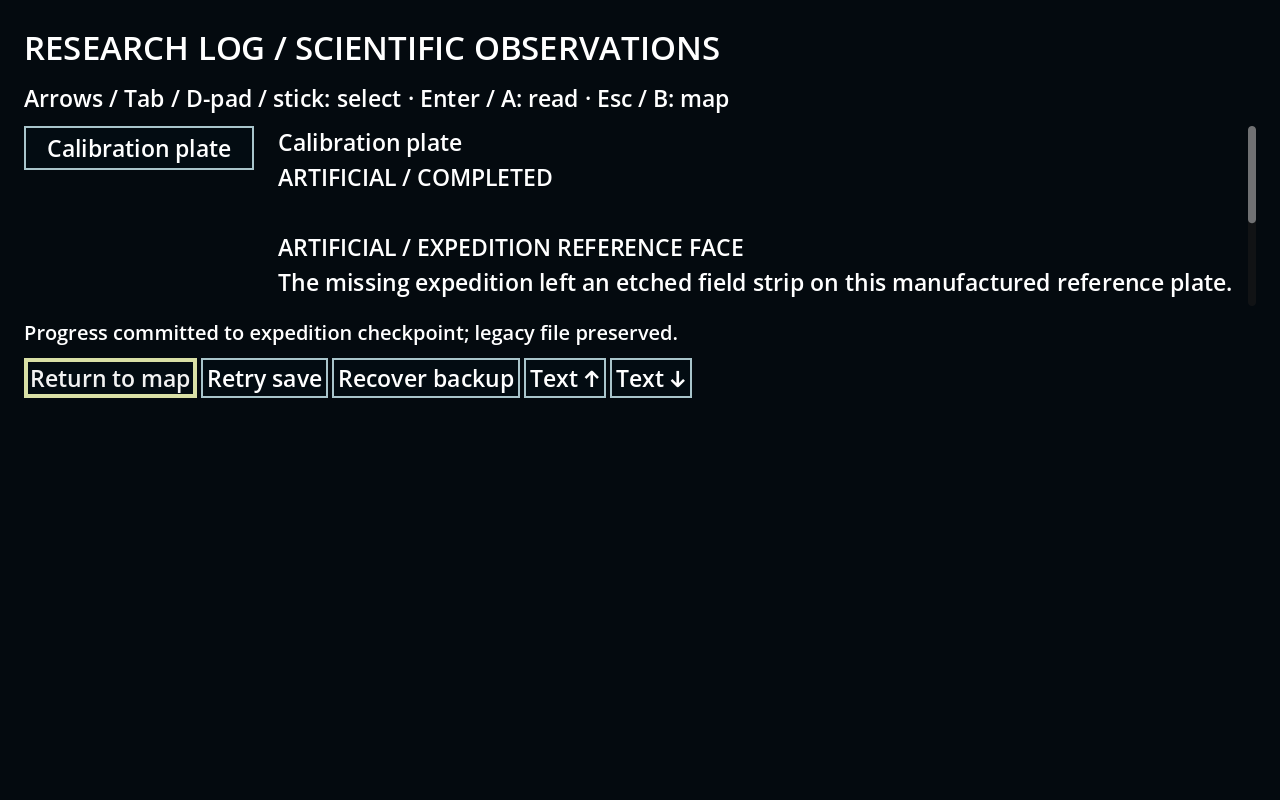 RESEARCH LOG / SCIENTIFIC OBSERVATIONS
Arrows / Tab / D-pad / stick: select · Enter / A: read · Esc / B: map
Calibration plate
Calibration plate
ARTIFICIAL / COMPLETED
ARTIFICIAL / EXPEDITION REFERENCE FACE
The missing expedition left an etched field strip on this manufactured reference plate.
Progress committed to expedition checkpoint; legacy file preserved.
Return to map Retry save Recover backup Text ↑ Text ↓